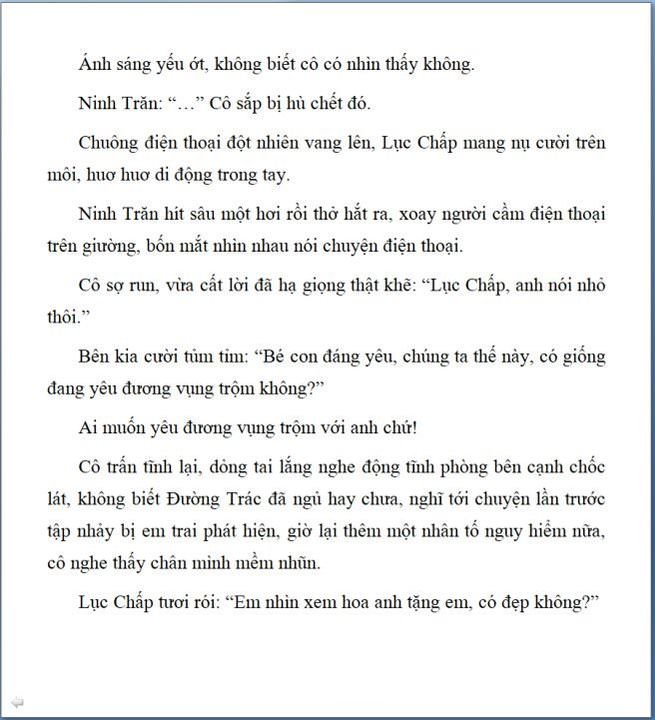 Ánh sáng yếu ớt, không biết cô có nhìn thấy không.
Ninh Trăn: “…” Cô sắp bị hù chết đó.
Chuông điện thoại đột nhiên vang lên, Lục Chấp mang nụ cười trên
môi, huơ huơ di động trong tay.
Ninh Trăn hít sâu một hơi rồi thở hắt ra, xoay người cầm điện thoại
trên giường, bốn mắt nhìn nhau nói chuyện điện thoại.
Cô sợ run, vừa cất lời đã hạ giọng thật khẽ: “Lục Chấp, anh nói nhỏ
thôi.”
Bên kia cười tủm tỉm: “Bé con đáng yêu, chúng ta thế này, có giống
đang yêu đương vụng trộm không?”
Ai muốn yêu đương vụng trộm với anh chứ!
Cô trấn tĩnh lại, dỏng tai lắng nghe động tĩnh phòng bên cạnh chốc
lát, không biết Đường Trác đã ngủ hay chưa, nghĩ tới chuyện lần trước
tập nhảy bị em trai phát hiện, giờ lại thêm một nhân tố nguy hiểm nữa,
cô nghe thấy chân mình mềm nhũn.
Lục Chấp tươi rói: “Em nhìn xem hoa anh tặng em, có đẹp không?”